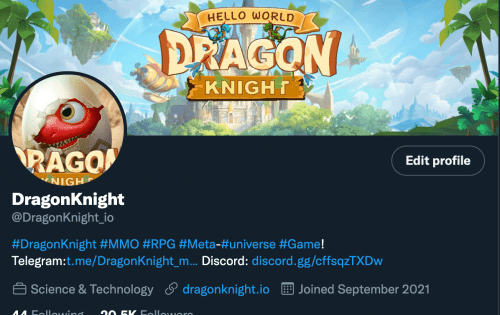 HELLO WORLD
DRAGON
KNIGHT
DRAGON
KNIGHT
Edit profile
DragonKnight
@DragonKnight_io
#DragonKnight #MMO #RPG #Meta-#universe #Game!
Telegram:t.me/DragonKnight_m... Discord: discord.gg/cffsqzTXDw
Science & Technology dragonknight.io Joined September 2021
44 Following 20.5K Followers